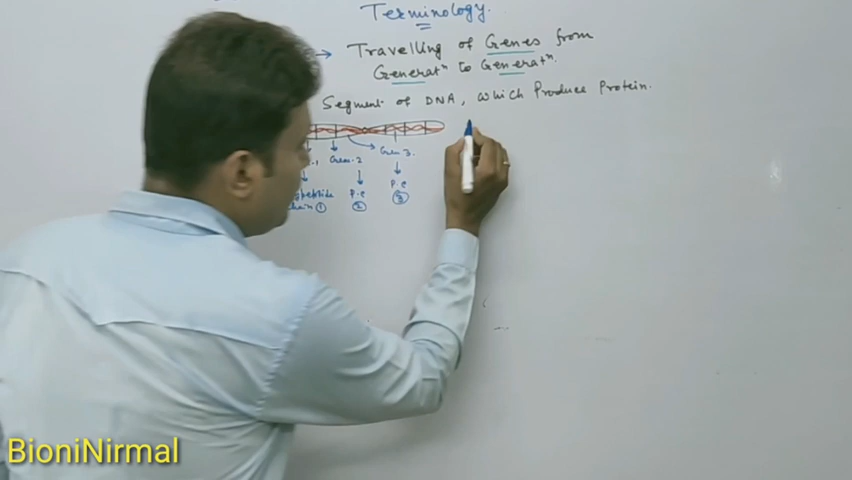 Terminology.
→ Travelling of Genes from
Generatⁿ to Generatⁿ.
Segment of DNA, Which Produce Protein.
Gene.2
Gen 3.
P.C
P.C
chain ①
②
③
BioniNirmal